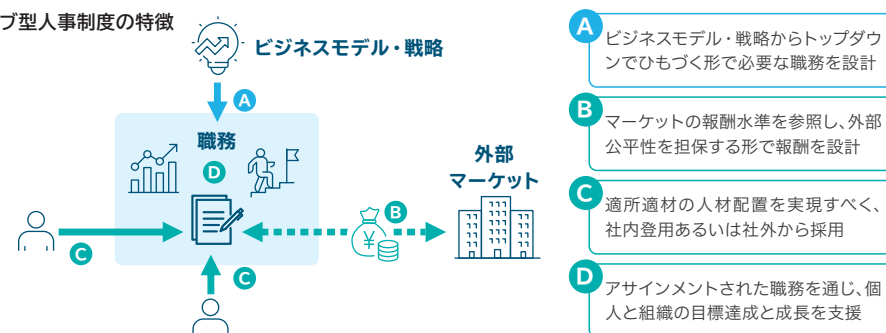 ブ型人事制度の特徴
ビジネスモデル・戦略
A
職務
D
外部
マーケット
B
¥
C
C
A
ビジネスモデル・戦略からトップダウ
ンでひもづく形で必要な職務を設計
B
マーケットの報酬水準を参照し、外部
公平性を担保する形で報酬を設計
C
適所適材の人材配置を実現すべく、
社内登用あるいは社外から採用
D
アサインメントされた職務を通じ、個
人と組織の目標達成と成長を支援